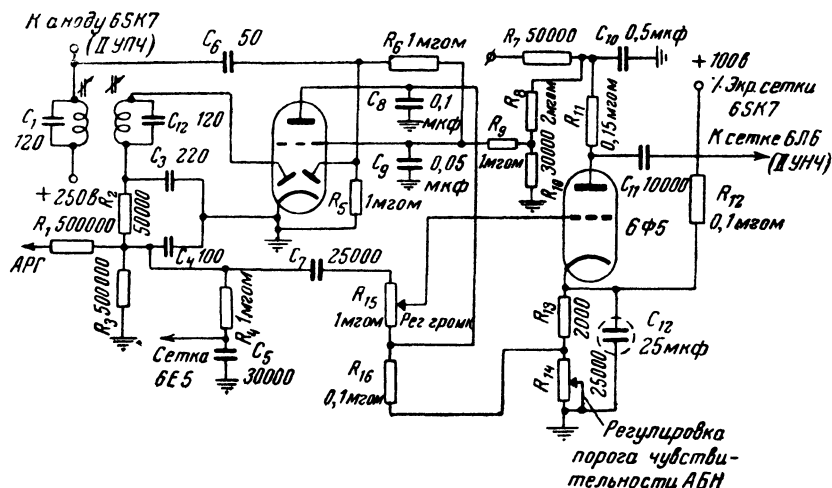 К аноду 6SK7
(II УПЧ)
C6 50
R6 1мгом
R7 50000
C10 0,5мкф
+ 100в
% Экр. сетки
6SK7
C1
120
C12 120
C8
0,1
мкф
R8
2мгом
R11
0,15мгом
К сетке 6Л6
(II УНЧ)
C3 220
C9
0,05
мкф
R9
1мгом
R10
30000
C11 10000
R12
0,1мгом
+ 250в
R2
50000
R5
1мгом
6Ф5
R1 500000
АРГ
C4 100
C7 25000
R3 500000
R4 1мгом
R15
1мгом
Рег громк
R13
2000
C12
25мкф
Сетка
6Е5
C5
30000
R16
0,1мгом
R14
25000
Регулировка
порога чувстви-
тельности АБН